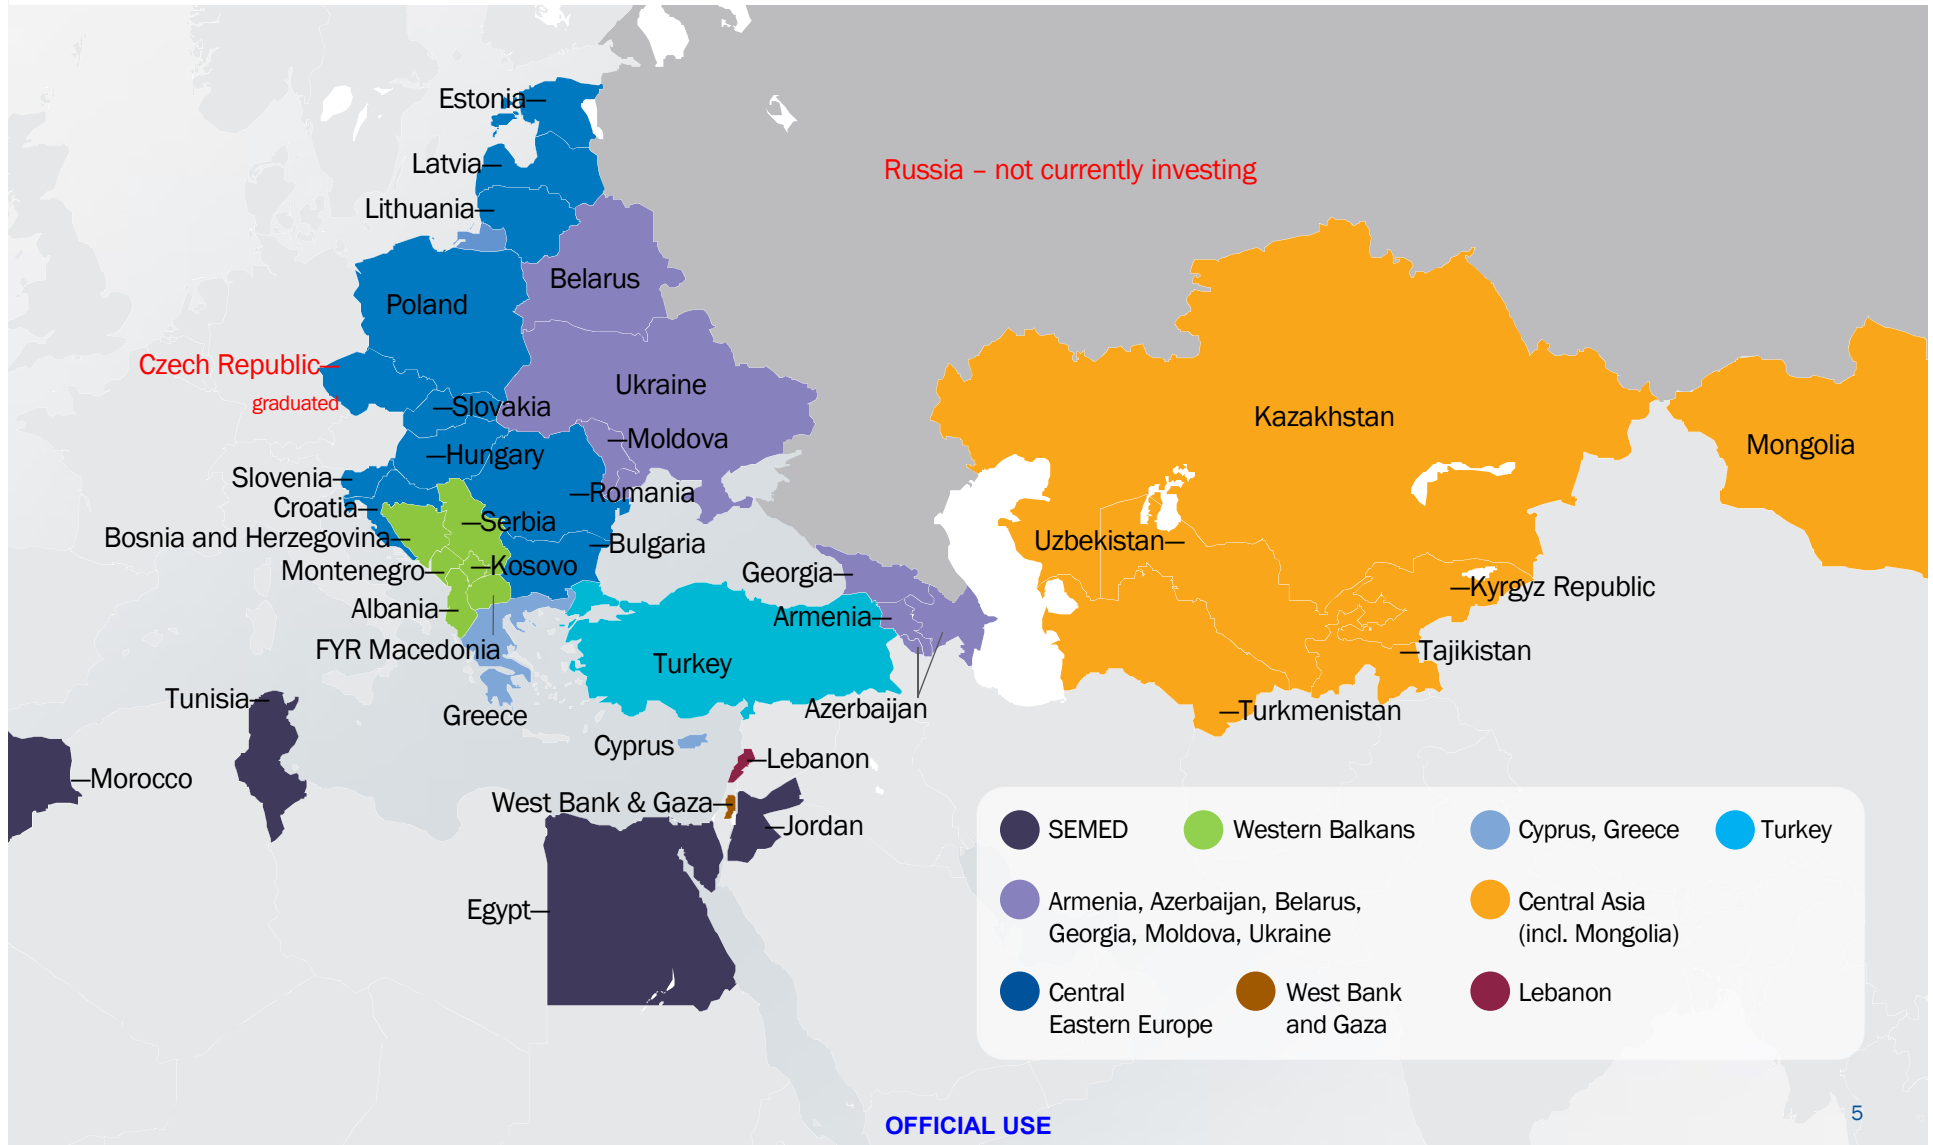 Estonia
Latvia
Lithuania
Russia – not currently investing
Belarus
Poland
Czech Republic
graduated
Ukraine
Slovakia
Kazakhstan
Moldova
Mongolia
Hungary
Slovenia
Romania
Croatia
Serbia
Bosnia and Herzegovina
Bulgaria
Uzbekistan
Montenegro
Kosovo
Georgia
Kyrgyz Republic
Albania
Armenia
FYR Macedonia
Turkey
Tajikistan
Tunisia
Greece
Azerbaijan
Turkmenistan
Cyprus
Lebanon
Morocco
West Bank & Gaza
Jordan
Egypt
SEMED
Western Balkans
Cyprus, Greece
Turkey
Armenia, Azerbaijan, Belarus,
Georgia, Moldova, Ukraine
Central Asia
(incl. Mongolia)
Central
Eastern Europe
West Bank
and Gaza
Lebanon
OFFICIAL USE
5